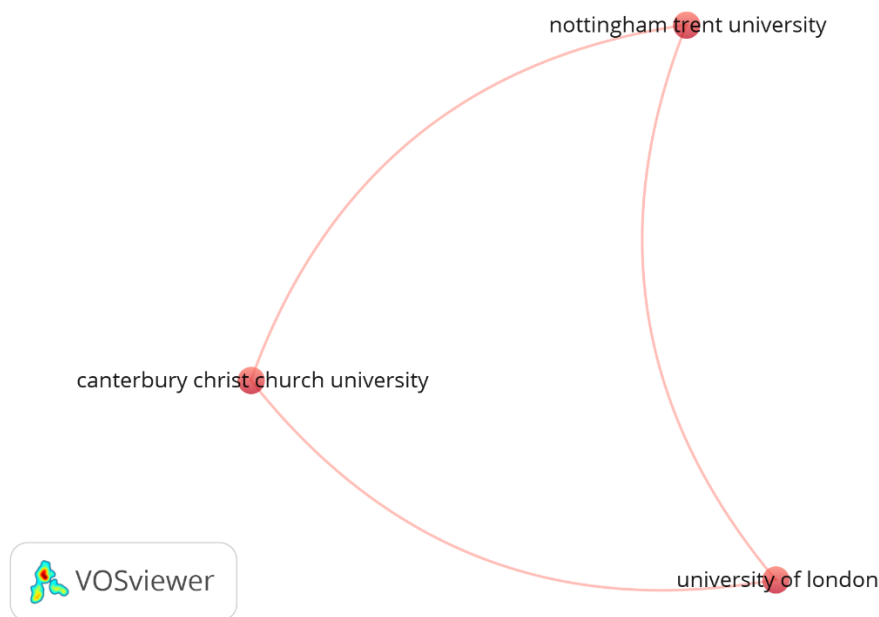 nottingham trent university
canterbury christ church university
university of london
VOSviewer